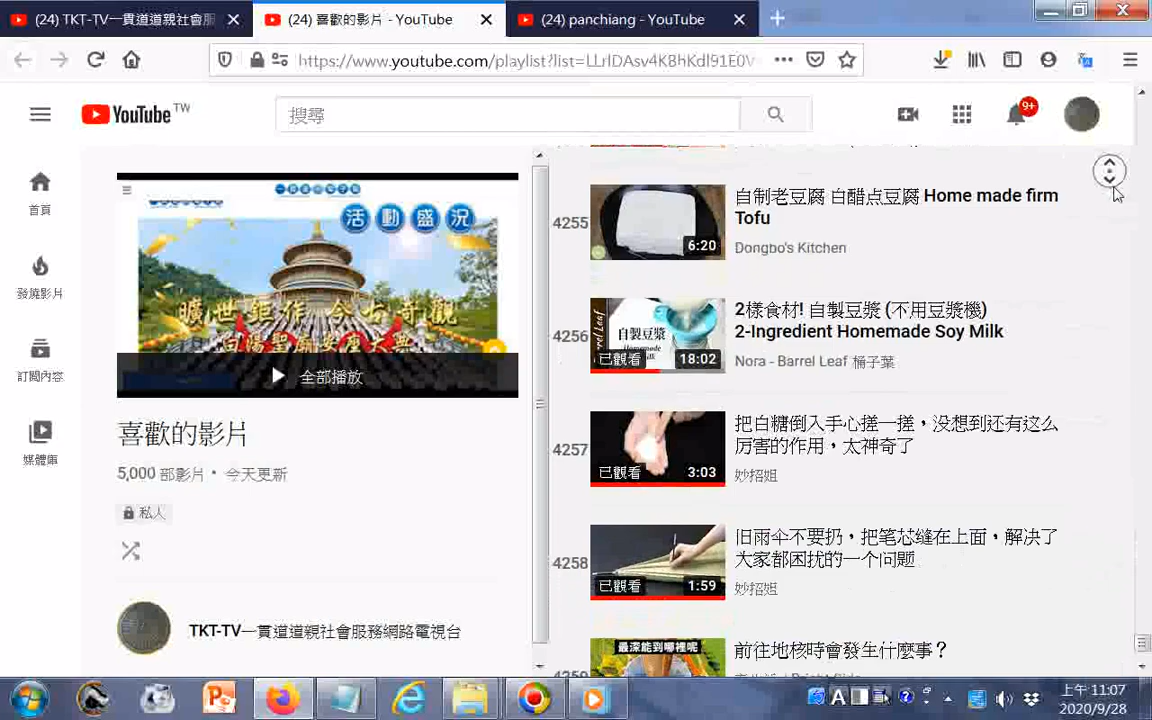 (24) TKT-TV一貫道道親社會服
(24) 喜歡的影片 - YouTube
(24) panchiang - YouTube
https://www.youtube.com/playlist?list=LLrIDAsv4KBhKdl91E0V
YouTube TW
搜尋
9+
首頁
發燒影片
訂閱內容
媒體庫
活動盛況
曠世鉅作 今古奇觀
全部播放
喜歡的影片
5,000 部影片・今天更新
私人
TKT-TV一貫道道親社會服務網路電視台
4255
6:20
自制老豆腐 白醋点豆腐 Home made firm
Tofu
Dongbo's Kitchen
4256
Barrel Leaf
自製豆漿
Homemade
已觀看
18:02
2樣食材! 自製豆漿 (不用豆漿機)
2-Ingredient Homemade Soy Milk
Nora - Barrel Leaf 桶子葉
4257
已觀看
3:03
把白糖倒入手心搓一搓，没想到还有这么
厉害的作用，太神奇了
妙招姐
4258
已觀看
1:59
旧雨伞不要扔，把笔芯缝在上面，解决了
大家都困扰的一个问题
妙招姐
最深能到哪裡呢
前往地核時會發生什麼事？
上午 11:07
2020/9/28